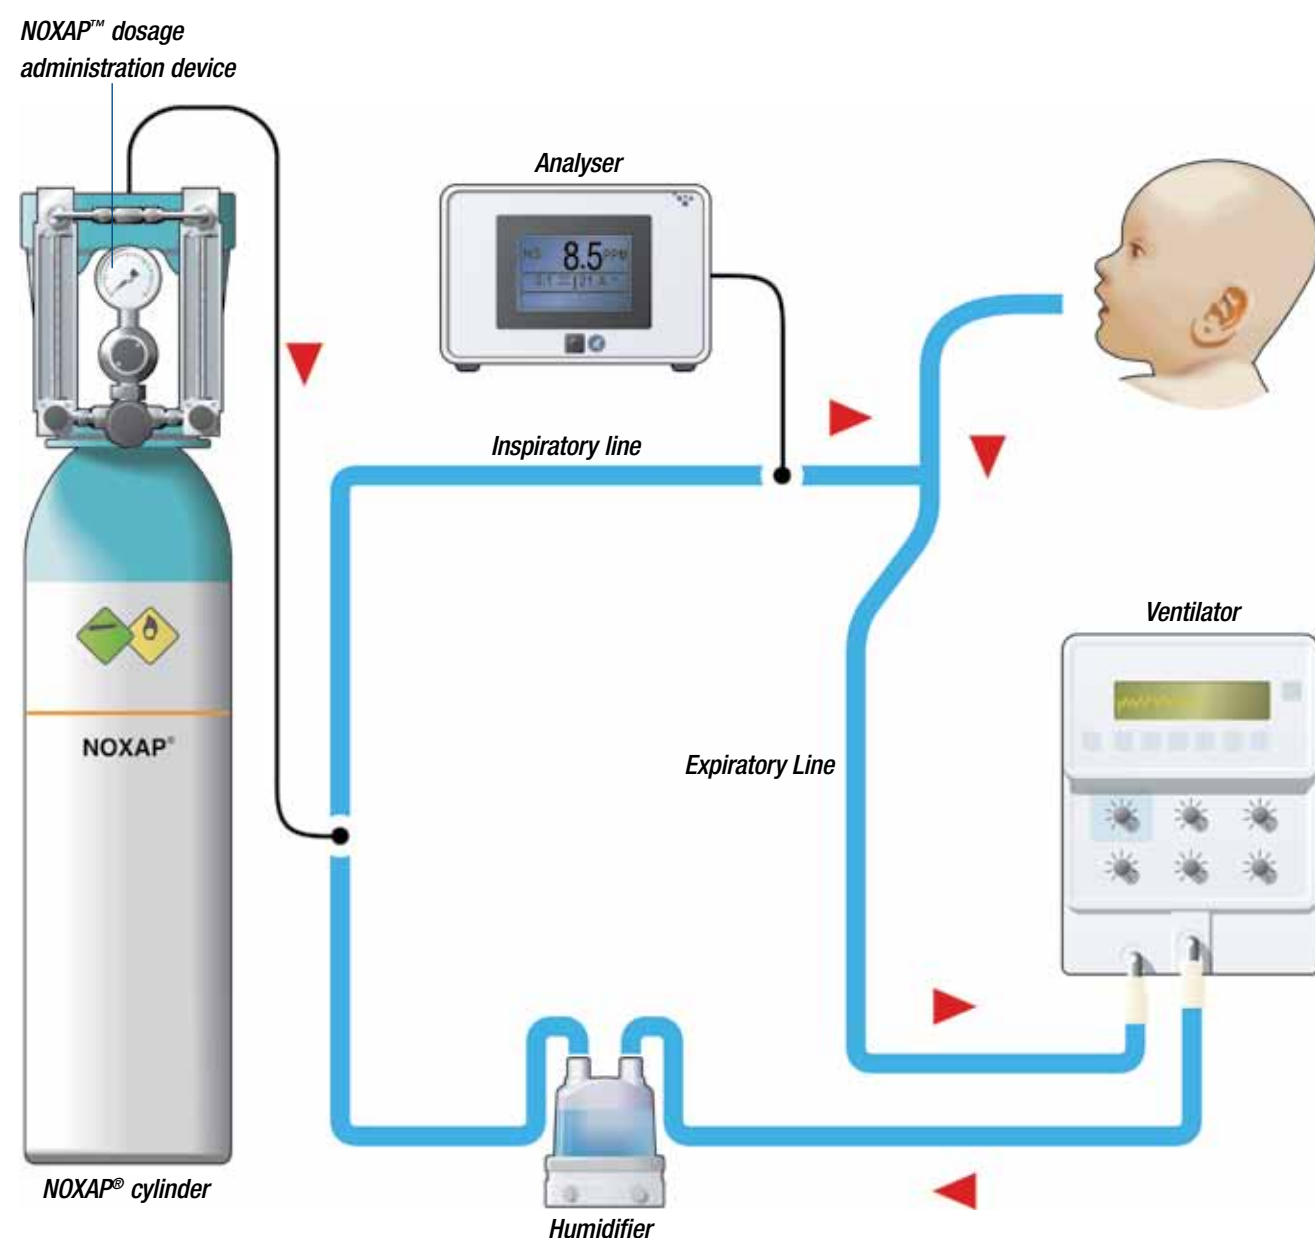 NOXAP™ dosage
administration device
Analyser
8.5 PPM
Inspiratory line
Ventilator
NOXAP®
Expiratory Line
NOXAP® cylinder
Humidifier